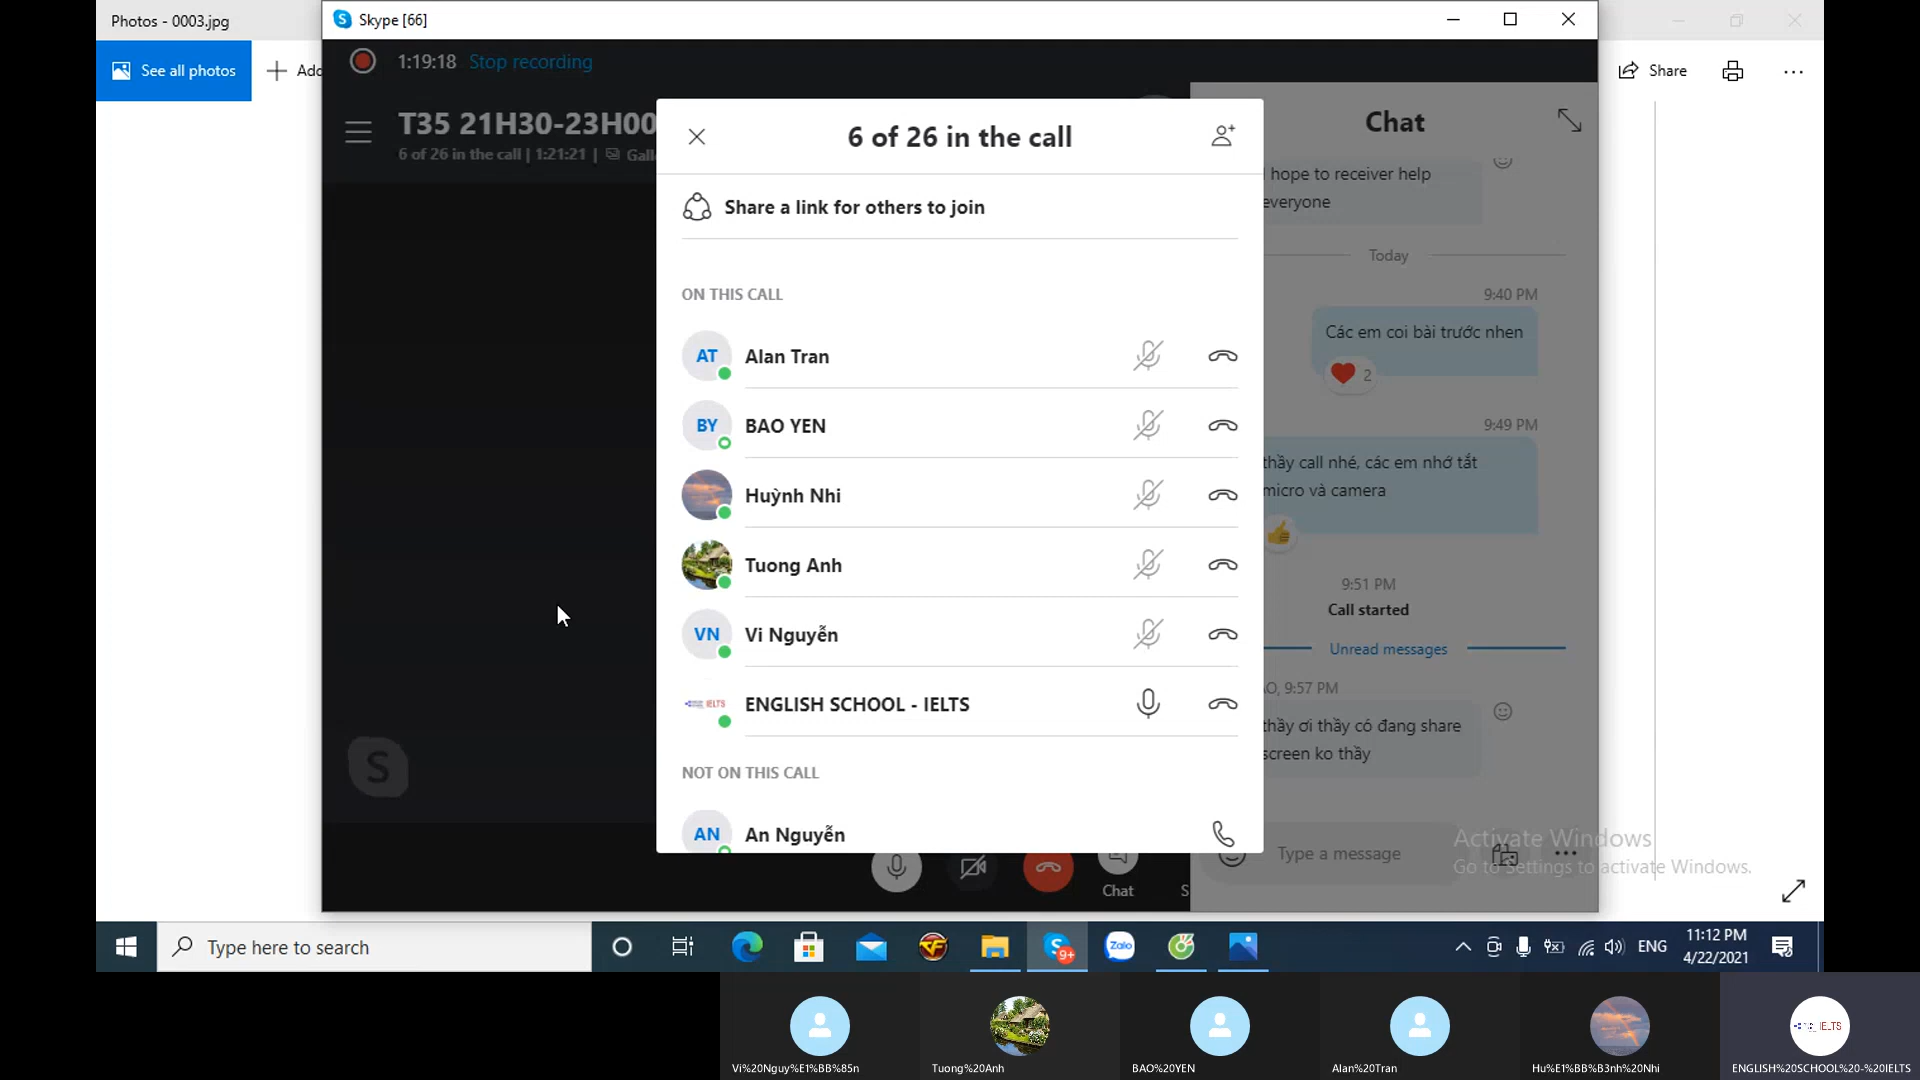 Photos - 0003.jpg
Skype [66]
See all photos
Add
1:19:18 Stop recording
Share
T35 21H30-23H00
6 of 26 in the call | 1:21:21 |
6 of 26 in the call
Share a link for others to join
ON THIS CALL
AT Alan Tran
BY BAO YEN
Huỳnh Nhi
Tuong Anh
VN Vi Nguyễn
IELTS ENGLISH SCHOOL - IELTS
NOT ON THIS CALL
AN An Nguyễn
Chat
hope to receiver help
everyone
Today
9:40 PM
Các em coi bài trước nhen
2
9:49 PM
thầy call nhé, các em nhớ tắt
micro và camera
9:51 PM
Call started
Unread messages
9:57 PM
thầy ơi thầy có đang share
screen ko thầy
Type a message
Chat
S
Activate Windows
Go to Settings to activate Windows.
Type here to search
9+
Zalo
ENG
11:12 PM
4/22/2021
IELTS
Vi%20Nguy%E1%BB%85n
Tuong%20Anh
BAO%20YEN
Alan%20Tran
Hu%E1%BB%B3nh%20Nhi
ENGLISH%20SCHOOL%20-%20IELTS